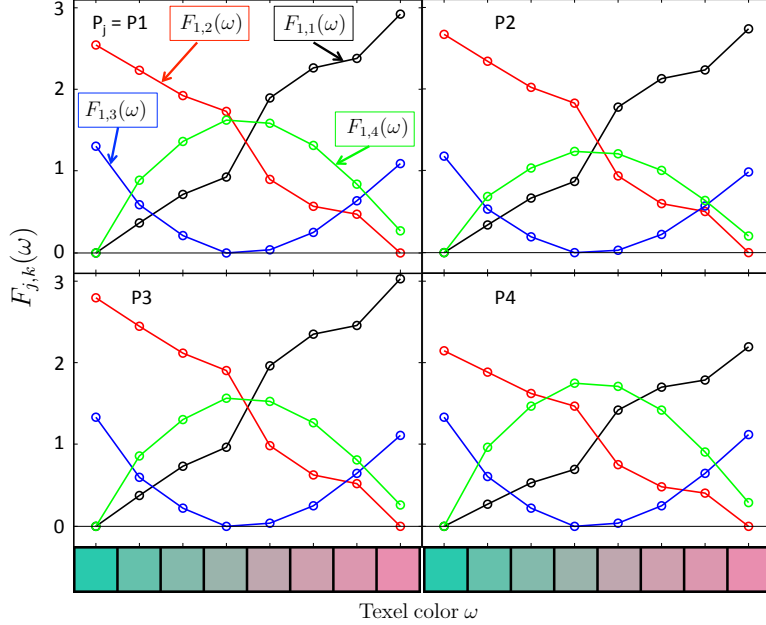 P_j = P1
F_{1,2}(ω)
F_{1,1}(ω)
F_{1,3}(ω)
F_{1,4}(ω)
P2
P3
P4
3
2
1
0
3
2
1
0
F_{j,k}(ω)
Texel color ω